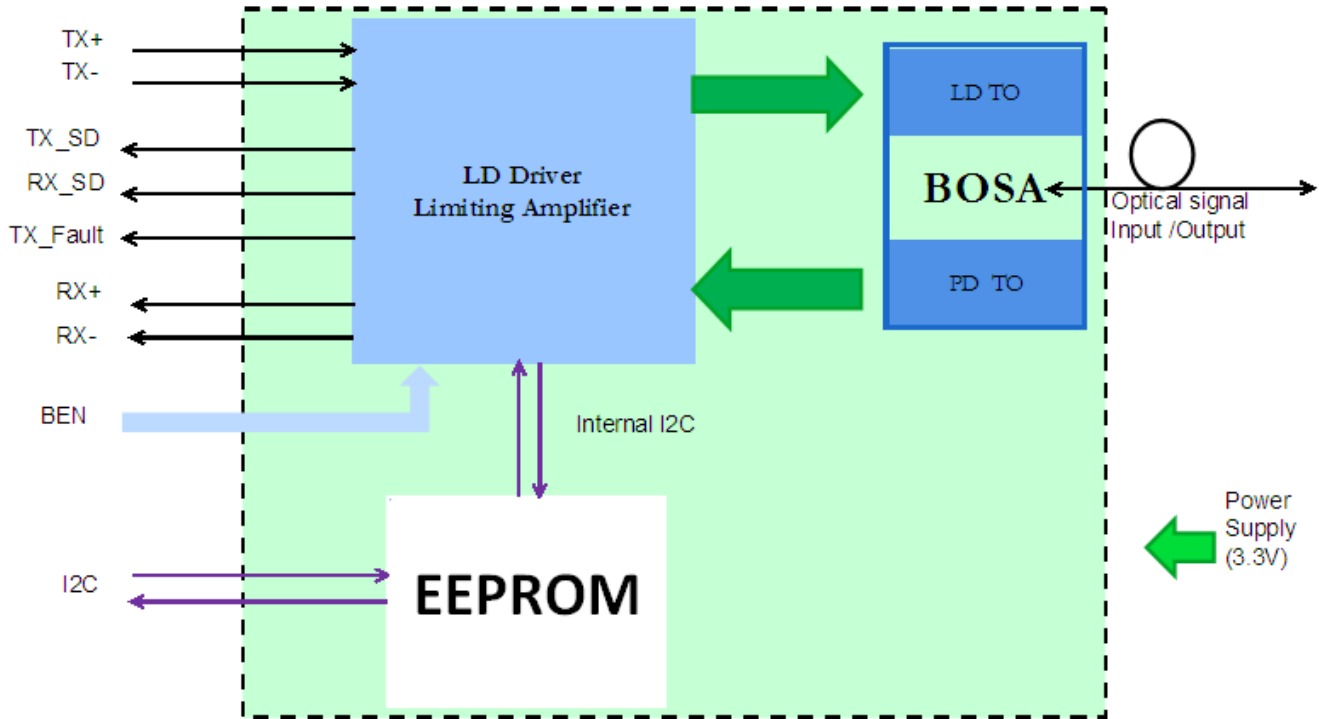 TX+
TX-
TX_SD
RX_SD
TX_Fault
RX+
RX-
BEN
I2C
LD Driver
Limiting Amplifier
Internal I2C
EEPROM
LD TO
BOSA
PD TO
Optical signal
Input /Output
Power
Supply
(3.3V)